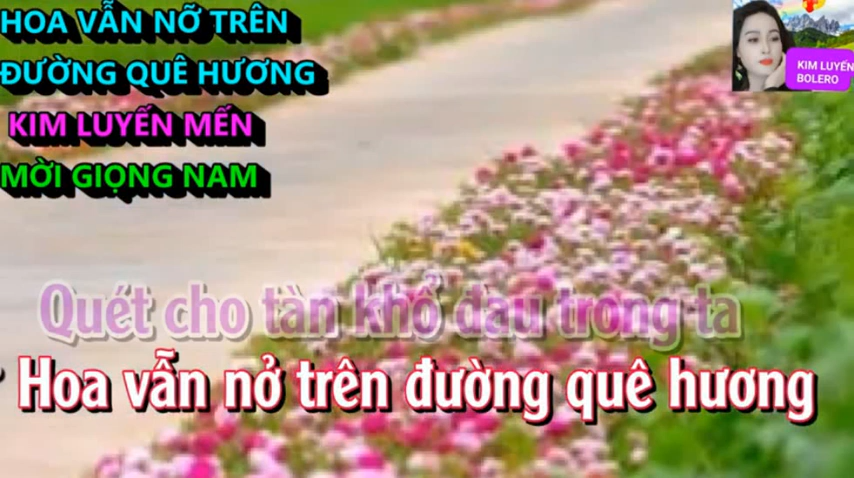 HOA VẪN NỠ TRÊN
ĐƯỜNG QUÊ HƯƠNG
KIM LUYẾN MẾN
MỜI GIỌNG NAM
KIM LUYẾN
BOLERO
Quét cho tàn khổ đau trong ta
Hoa vẫn nở trên đường quê hương